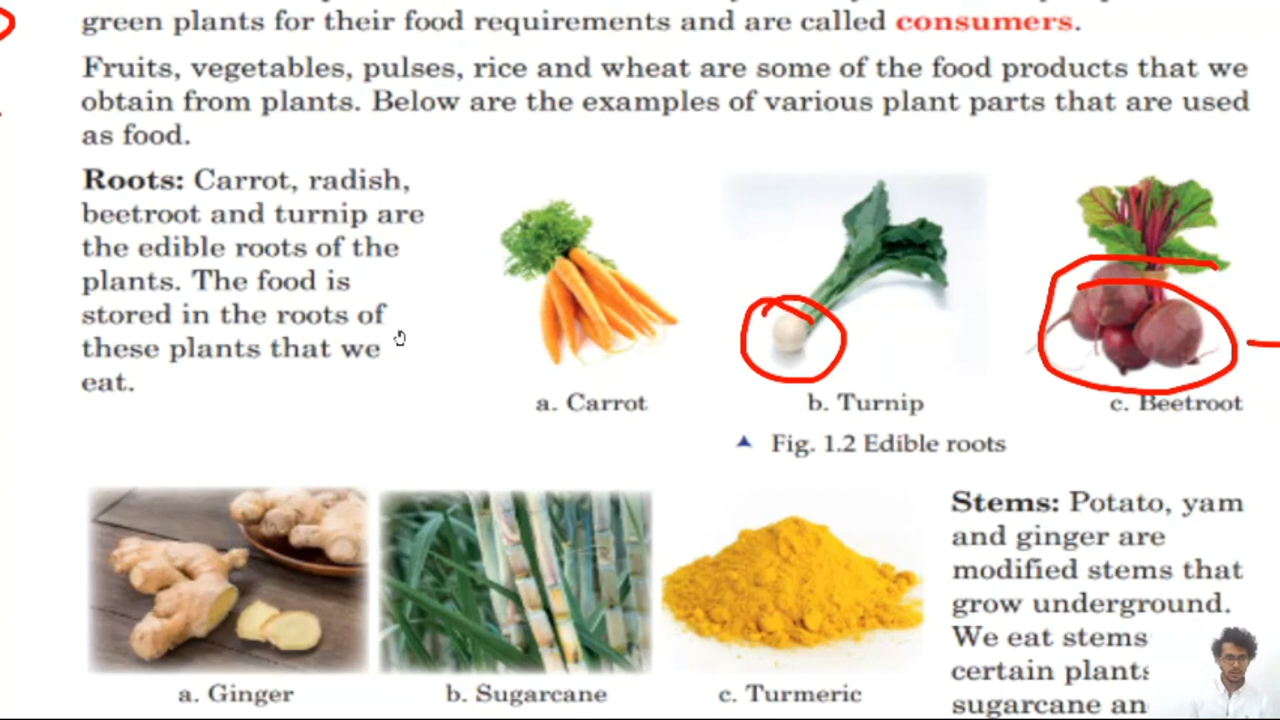 green plants for their food requirements and are called consumers.
Fruits, vegetables, pulses, rice and wheat are some of the food products that we
obtain from plants. Below are the examples of various plant parts that are used
as food.
Roots: Carrot, radish,
beetroot and turnip are
the edible roots of the
plants. The food is
stored in the roots of
these plants that we
eat.
a. Carrot
b. Turnip
c. Beetroot
Fig. 1.2 Edible roots
a. Ginger
b. Sugarcane
c. Turmeric
Stems: Potato, yam
and ginger are
modified stems that
grow underground.
We eat stems
certain plants
sugarcane an